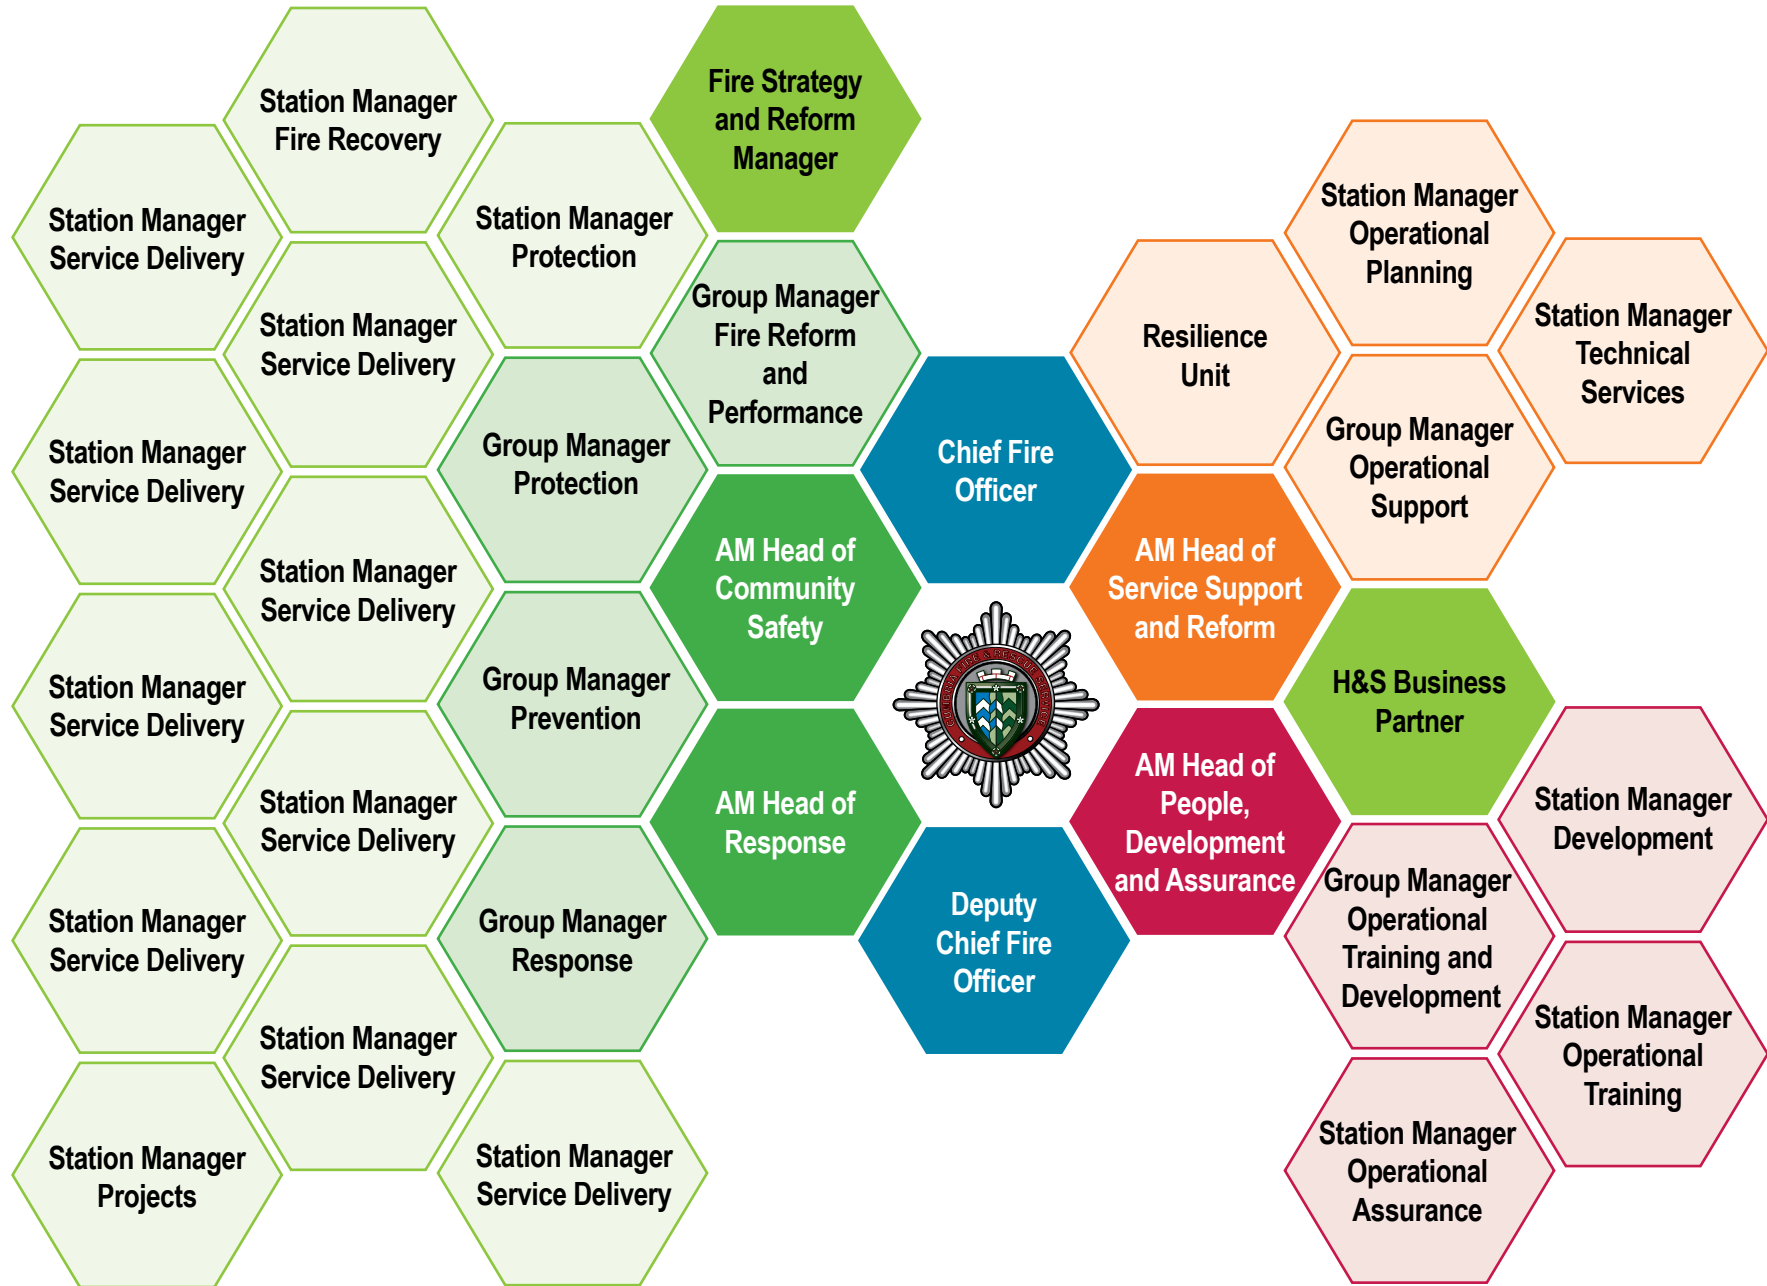 Station Manager
Fire Recovery
Fire Strategy
and Reform
Manager
Station Manager
Service Delivery
Station Manager
Protection
Station Manager
Operational
Planning
Station Manager
Service Delivery
Group Manager
Fire Reform
and
Performance
Resilience
Unit
Station Manager
Technical
Services
Station Manager
Service Delivery
Group Manager
Protection
Chief Fire
Officer
Group Manager
Operational
Support
Station Manager
Service Delivery
AM Head of
Community
Safety
AM Head of
Service Support
and Reform
Station Manager
Service Delivery
Group Manager
Prevention
CUMBRIA FIRE & RESCUE SERVICE
H&S Business
Partner
Station Manager
Service Delivery
AM Head of
Response
AM Head of
People,
Development
and Assurance
Station Manager
Development
Station Manager
Service Delivery
Group Manager
Response
Deputy
Chief Fire
Officer
Group Manager
Operational
Training and
Development
Station Manager
Service Delivery
Station Manager
Operational
Training
Station Manager
Projects
Station Manager
Service Delivery
Station Manager
Operational
Assurance